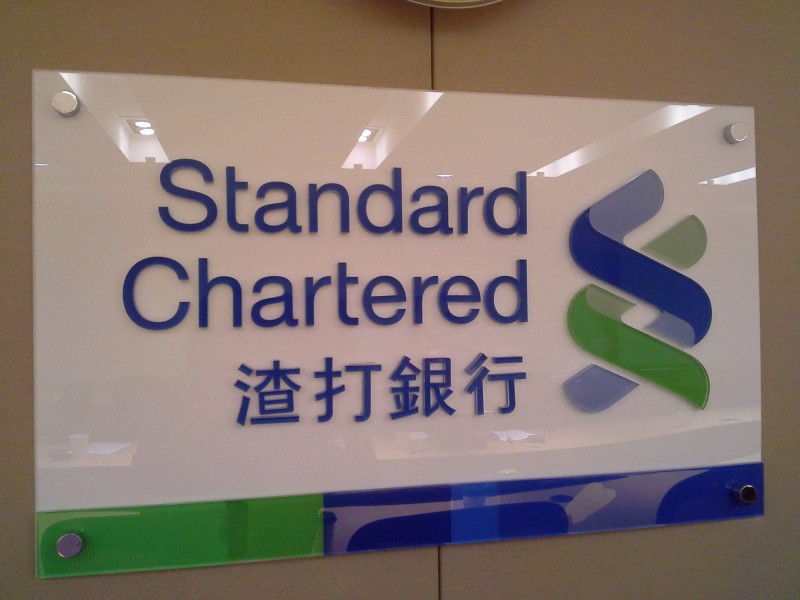 Standard
Chartered
渣打銀行